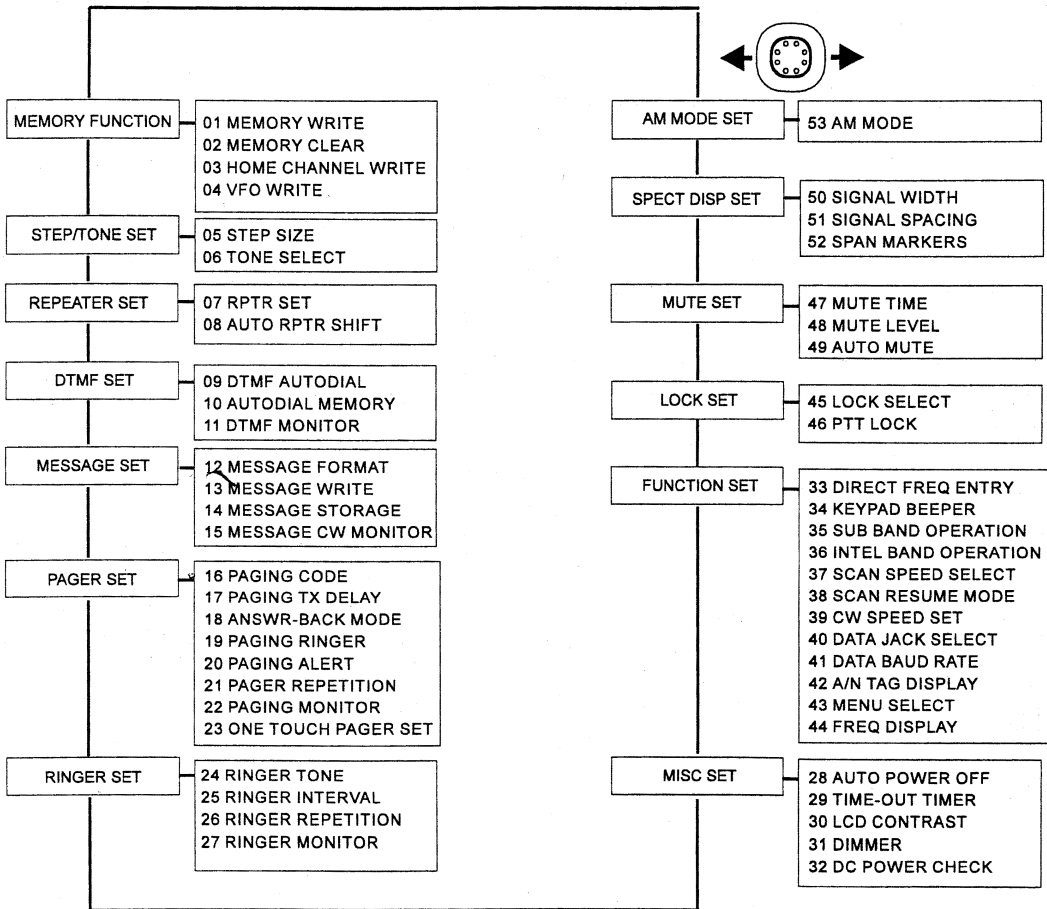 MEMORY FUNCTION
01 MEMORY WRITE
02 MEMORY CLEAR
03 HOME CHANNEL WRITE
04 VFO WRITE
STEP/TONE SET
05 STEP SIZE
06 TONE SELECT
REPEATER SET
07 RPTR SET
08 AUTO RPTR SHIFT
DTMF SET
09 DTMF AUTODIAL
10 AUTODIAL MEMORY
11 DTMF MONITOR
MESSAGE SET
12 MESSAGE FORMAT
13 MESSAGE WRITE
14 MESSAGE STORAGE
15 MESSAGE CW MONITOR
PAGER SET
16 PAGING CODE
17 PAGING TX DELAY
18 ANSWR-BACK MODE
19 PAGING RINGER
20 PAGING ALERT
21 PAGER REPETITION
22 PAGING MONITOR
23 ONE TOUCH PAGER SET
RINGER SET
24 RINGER TONE
25 RINGER INTERVAL
26 RINGER REPETITION
27 RINGER MONITOR
AM MODE SET
53 AM MODE
SPECT DISP SET
50 SIGNAL WIDTH
51 SIGNAL SPACING
52 SPAN MARKERS
MUTE SET
47 MUTE TIME
48 MUTE LEVEL
49 AUTO MUTE
LOCK SET
45 LOCK SELECT
46 PTT LOCK
FUNCTION SET
33 DIRECT FREQ ENTRY
34 KEYPAD BEEPER
35 SUB BAND OPERATION
36 INTEL BAND OPERATION
37 SCAN SPEED SELECT
38 SCAN RESUME MODE
39 CW SPEED SET
40 DATA JACK SELECT
41 DATA BAUD RATE
42 A/N TAG DISPLAY
43 MENU SELECT
44 FREQ DISPLAY
MISC SET
28 AUTO POWER OFF
29 TIME-OUT TIMER
30 LCD CONTRAST
31 DIMMER
32 DC POWER CHECK